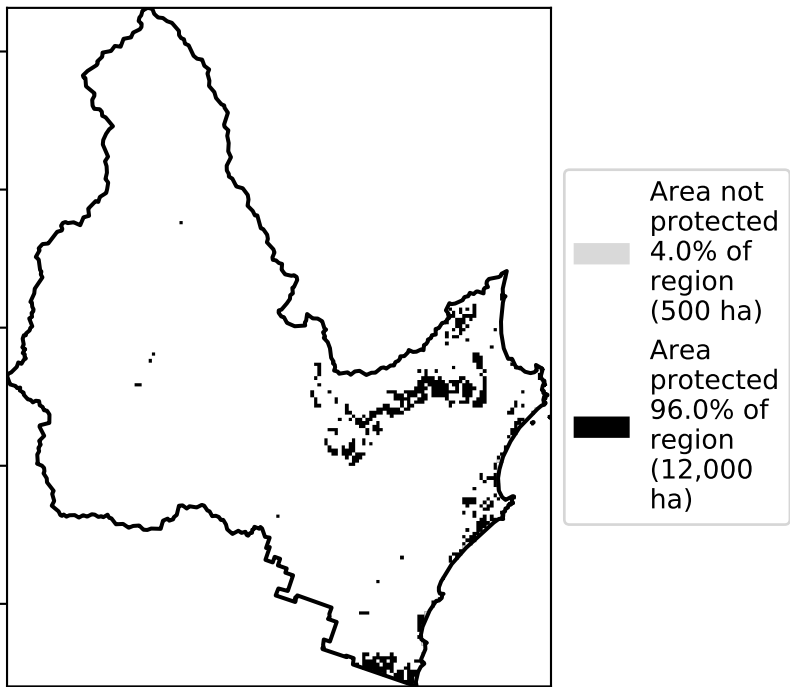 Area not
protected
4.0% of
region
(500 ha)
Area
protected
96.0% of
region
(12,000
ha)